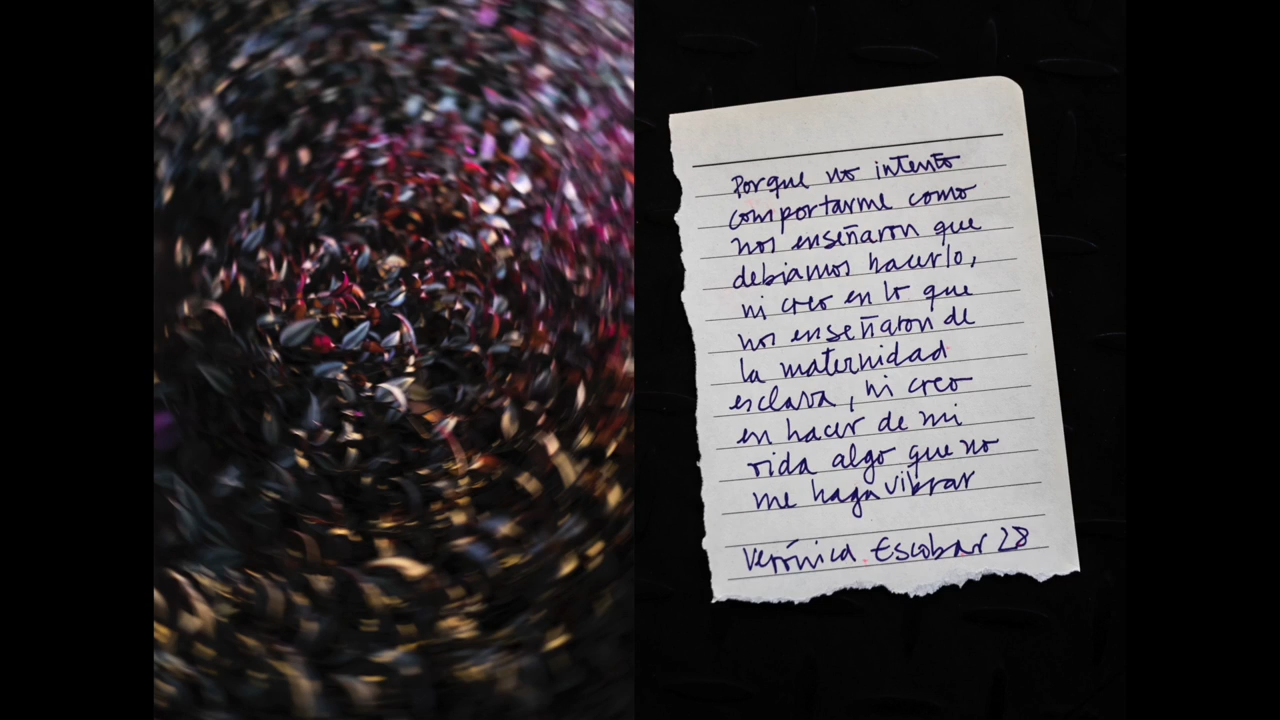 Porque no intento
comportarme como
nos enseñaron que
debiamos hacerlo,
ni creo en lo que
nos enseñaron de
la maternidad
esclava, ni creo
en hacer de mi
vida algo que no
me haga vibrar
Verónica Escobar 28